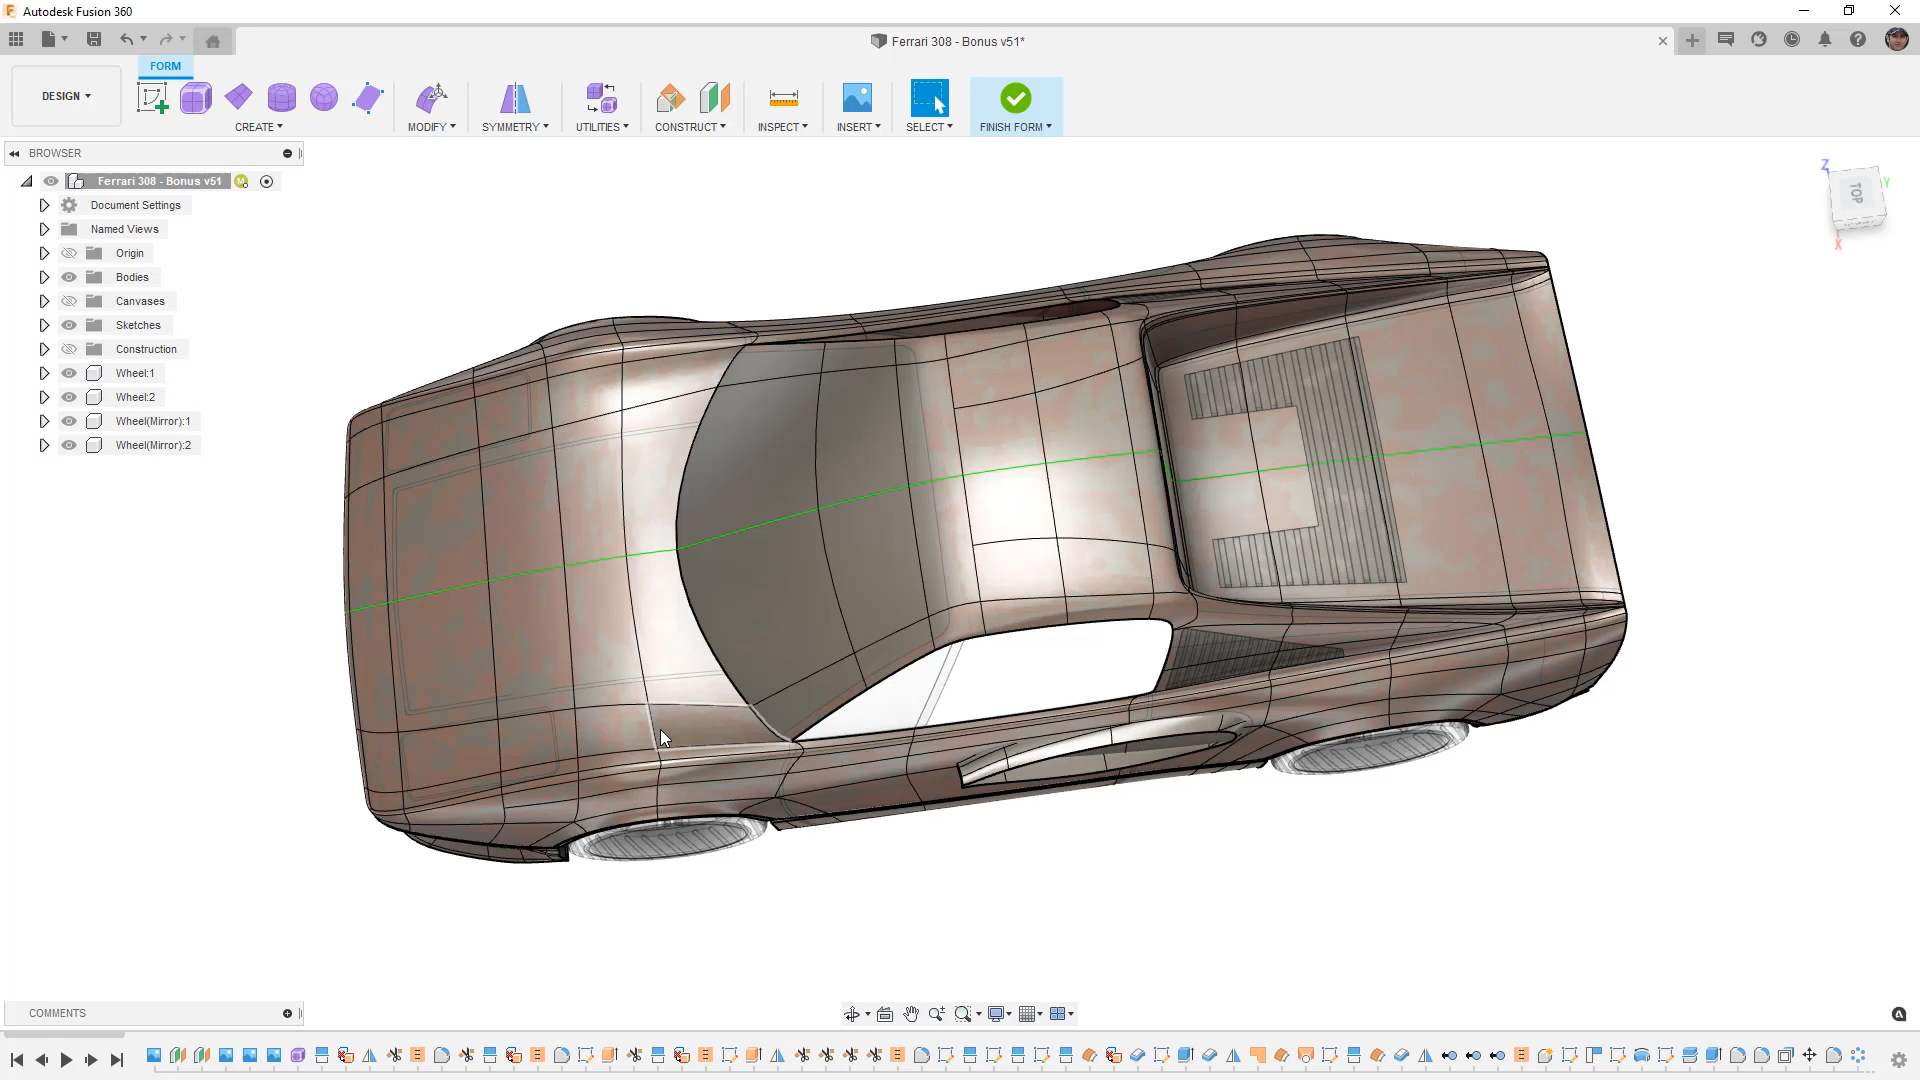 Autodesk Fusion 360
Ferrari 308 - Bonus v51*
FORM
DESIGN
CREATE
MODIFY
SYMMETRY
UTILITIES
CONSTRUCT
INSPECT
INSERT
SELECT
FINISH FORM
BROWSER
Ferrari 308 - Bonus v51
Document Settings
Named Views
Origin
Bodies
Canvases
Sketches
Construction
Wheel:1
Wheel:2
Wheel(Mirror):1
Wheel(Mirror):2
Z
Y
TOP
X
COMMENTS